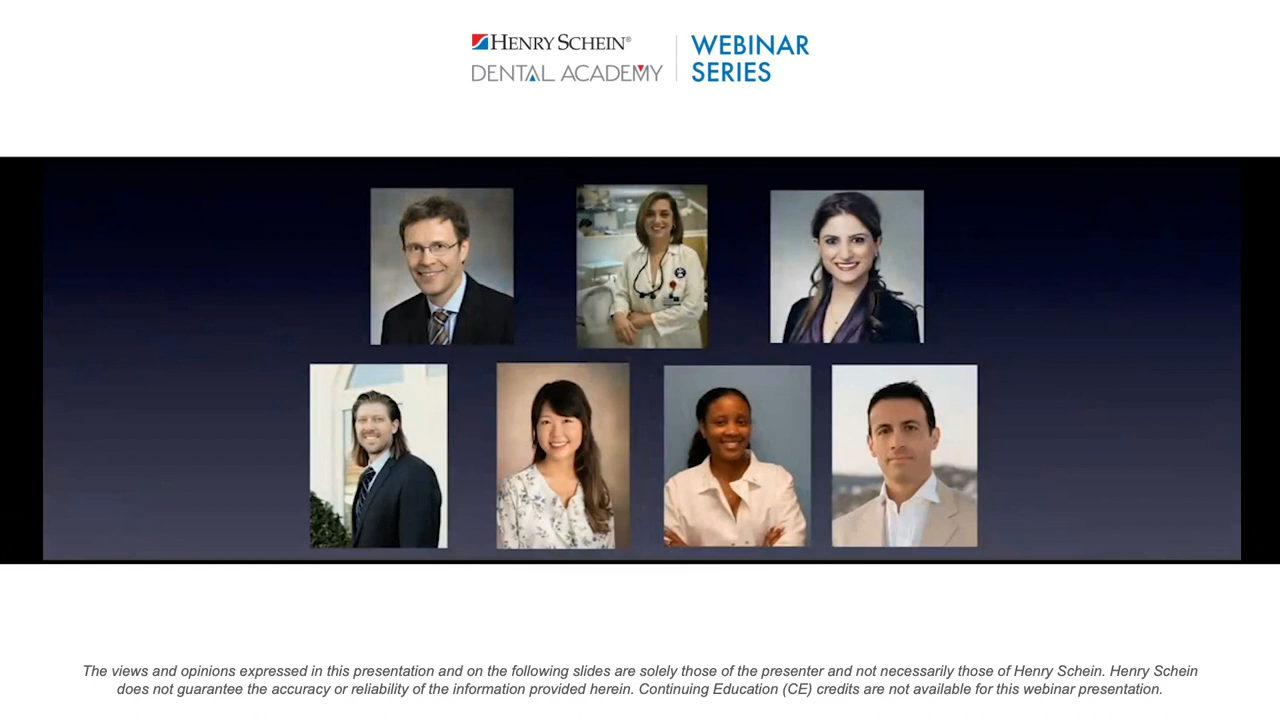 HENRY SCHEIN®
DENTAL ACADEMY
WEBINAR
SERIES
The views and opinions expressed in this presentation and on the following slides are solely those of the presenter and not necessarily those of Henry Schein. Henry Schein
does not guarantee the accuracy or reliability of the information provided herein. Continuing Education (CE) credits are not available for this webinar presentation.